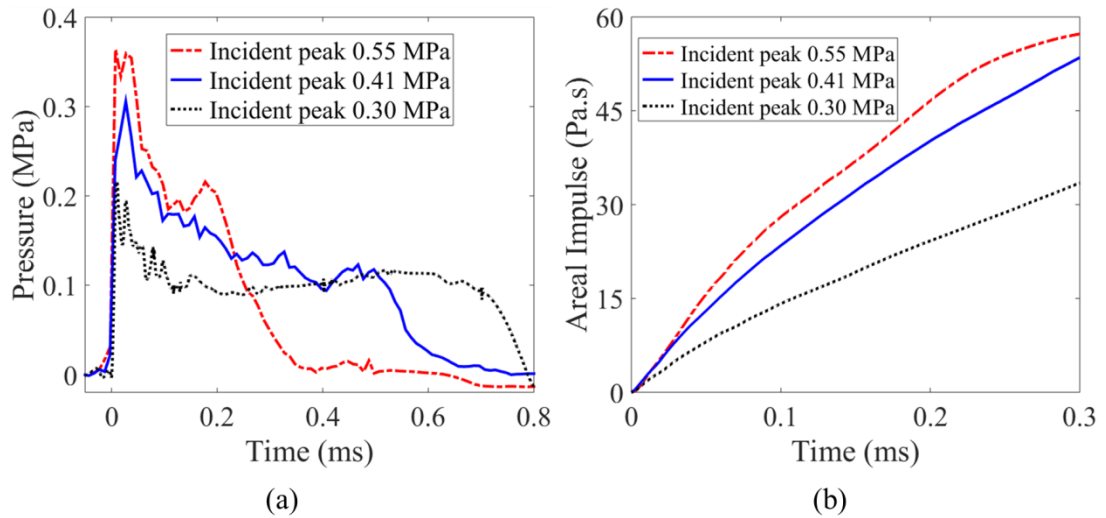 0.4
0.3
0.2
0.1
0
Pressure (MPa)
Incident peak 0.55 MPa
Incident peak 0.41 MPa
Incident peak 0.30 MPa
0 0.2 0.4 0.6 0.8
Time (ms)
(a)
60
45
30
15
0
Areal Impulse (Pa.s)
Incident peak 0.55 MPa
Incident peak 0.41 MPa
Incident peak 0.30 MPa
0 0.1 0.2 0.3
Time (ms)
(b)